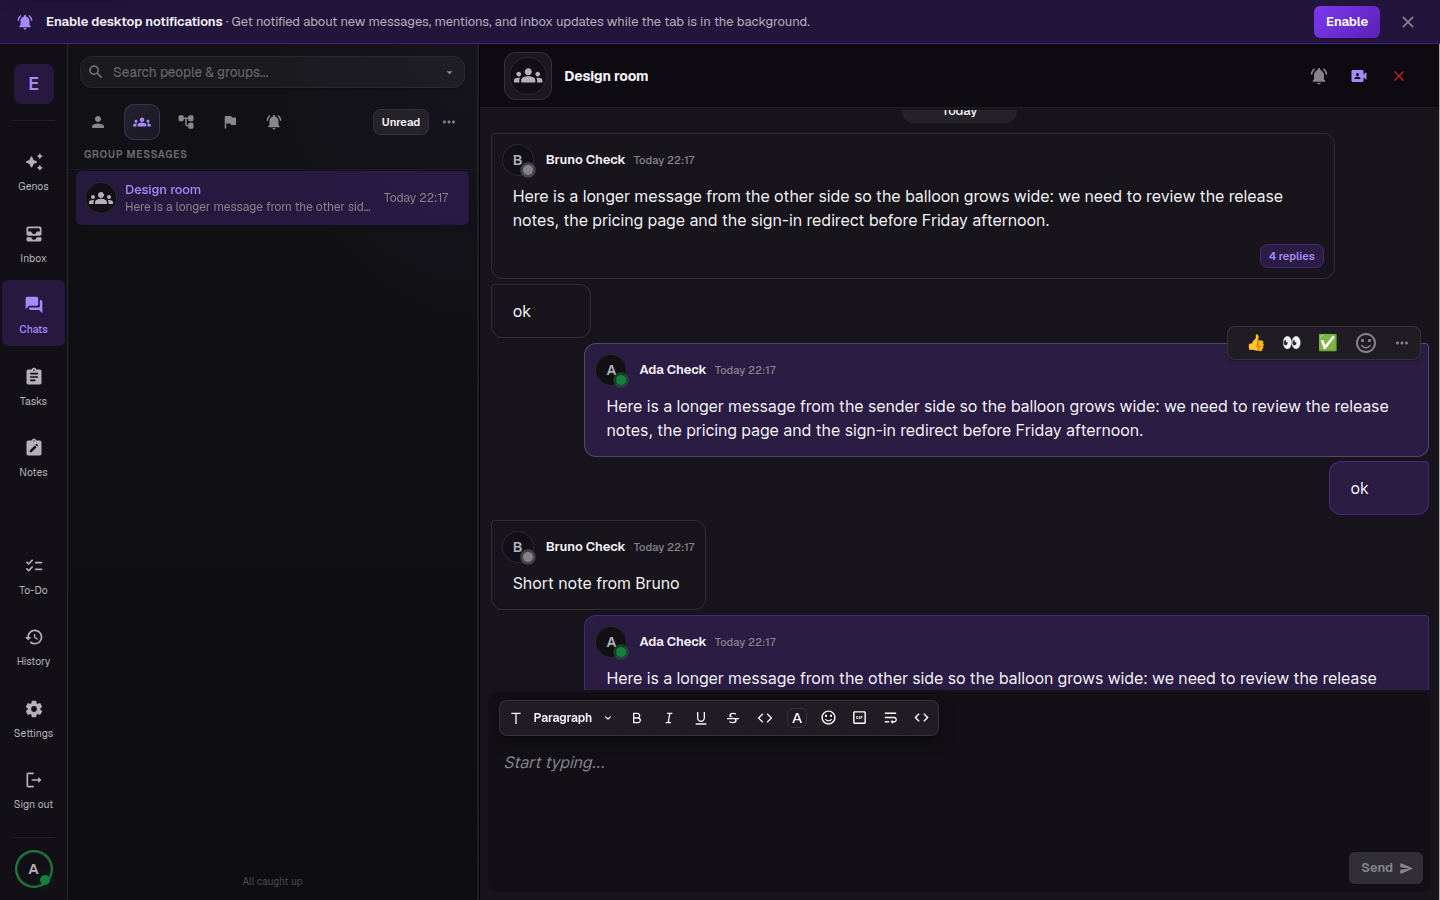 Enable desktop notifications · Get notified about new messages, mentions, and inbox updates while the tab is in the background.
Enable
E
Genos
Inbox
Chats
Tasks
Notes
To-Do
History
Settings
Sign out
A
Search people & groups...
Unread
GROUP MESSAGES
Design room
Today 22:17
Here is a longer message from the other sid...
All caught up
Design room
Today
B
Bruno Check Today 22:17
Here is a longer message from the other side so the balloon grows wide: we need to review the release
notes, the pricing page and the sign-in redirect before Friday afternoon.
4 replies
ok
A
Ada Check Today 22:17
Here is a longer message from the sender side so the balloon grows wide: we need to review the release
notes, the pricing page and the sign-in redirect before Friday afternoon.
ok
B
Bruno Check Today 22:17
Short note from Bruno
A
Ada Check Today 22:17
Here is a longer message from the other side so the balloon grows wide: we need to review the release
T Paragraph B I U S A GIF
Start typing...
Send